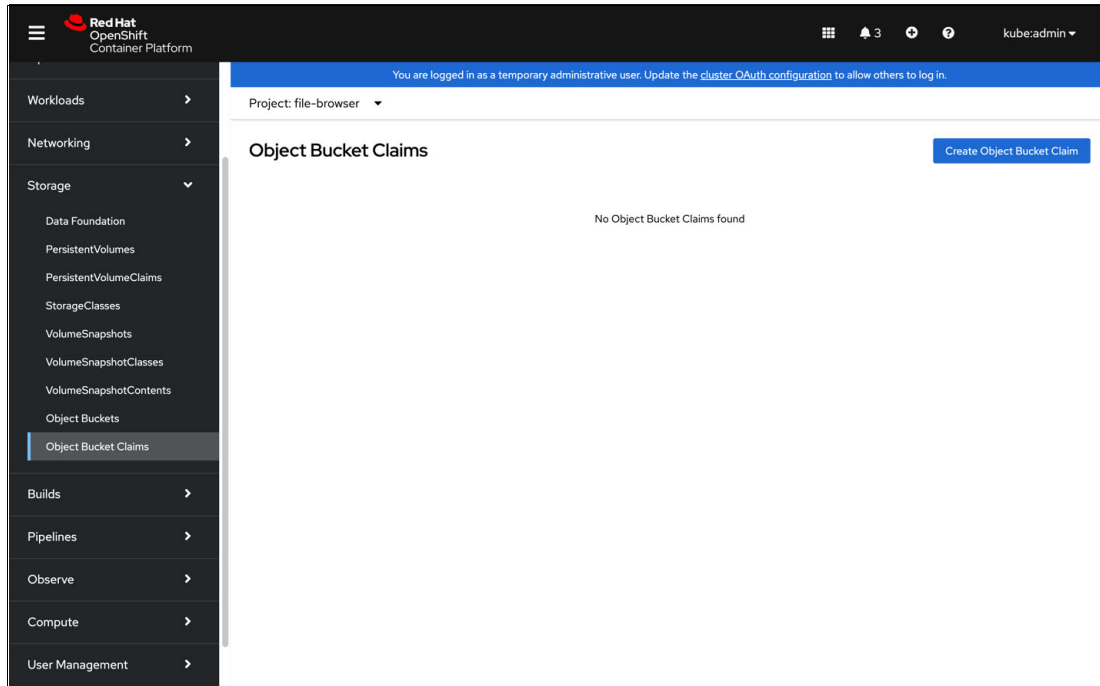 Red Hat
OpenShift
Container Platform
3
kube:admin
You are logged in as a temporary administrative user. Update the cluster OAuth configuration to allow others to log in.
Workloads
Networking
Storage
Data Foundation
PersistentVolumes
PersistentVolumeClaims
StorageClasses
VolumeSnapshots
VolumeSnapshotClasses
VolumeSnapshotContents
Object Buckets
Object Bucket Claims
Builds
Pipelines
Observe
Compute
User Management
Project: file-browser
Object Bucket Claims
Create Object Bucket Claim
No Object Bucket Claims found